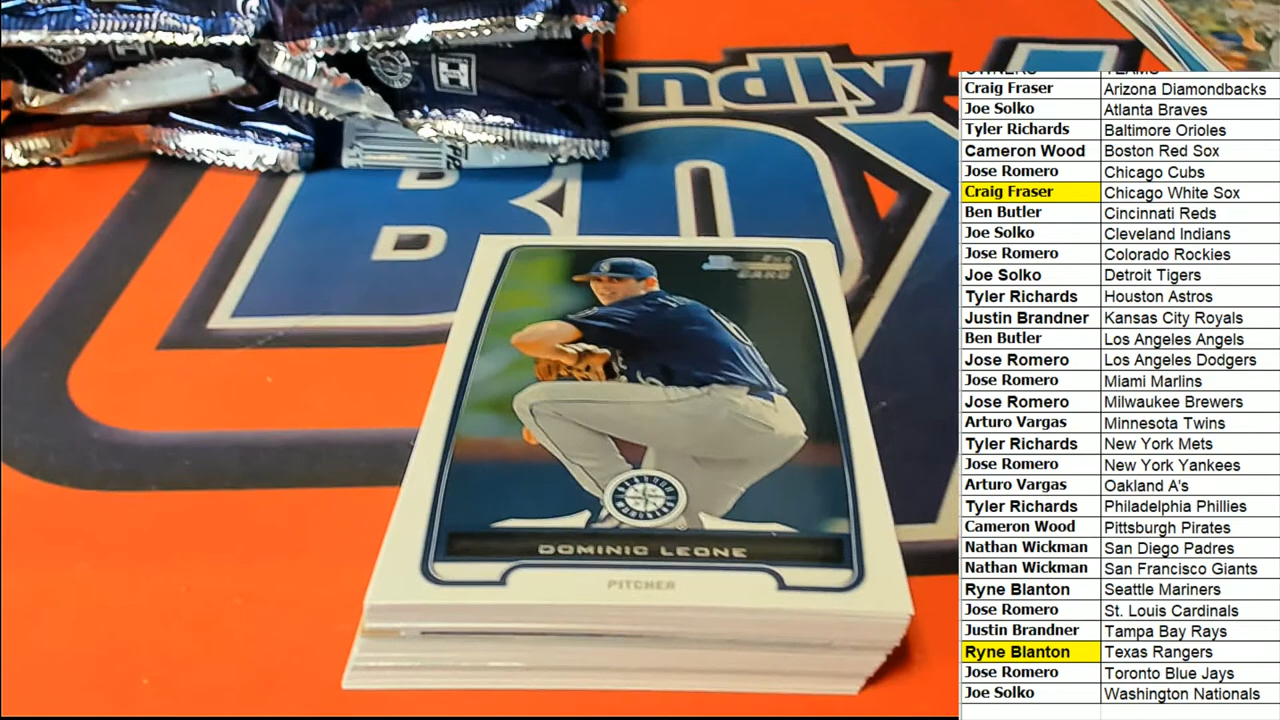 endly
DOMINIC LEONE
PITCHER
OWNERS TEAMS
Craig Fraser Arizona Diamondbacks
Joe Solko Atlanta Braves
Tyler Richards Baltimore Orioles
Cameron Wood Boston Red Sox
Jose Romero Chicago Cubs
Craig Fraser Chicago White Sox
Ben Butler Cincinnati Reds
Joe Solko Cleveland Indians
Jose Romero Colorado Rockies
Joe Solko Detroit Tigers
Tyler Richards Houston Astros
Justin Brandner Kansas City Royals
Ben Butler Los Angeles Angels
Jose Romero Los Angeles Dodgers
Jose Romero Miami Marlins
Jose Romero Milwaukee Brewers
Arturo Vargas Minnesota Twins
Tyler Richards New York Mets
Jose Romero New York Yankees
Arturo Vargas Oakland A's
Tyler Richards Philadelphia Phillies
Cameron Wood Pittsburgh Pirates
Nathan Wickman San Diego Padres
Nathan Wickman San Francisco Giants
Ryne Blanton Seattle Mariners
Jose Romero St. Louis Cardinals
Justin Brandner Tampa Bay Rays
Ryne Blanton Texas Rangers
Jose Romero Toronto Blue Jays
Joe Solko Washington Nationals